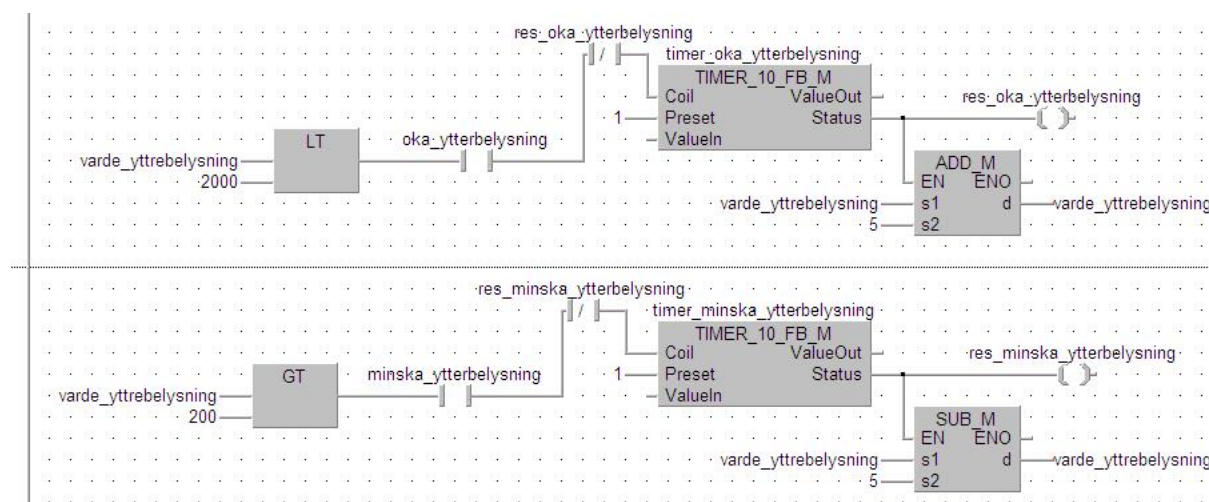 res_oka_ytterbelysning
/
timer_oka_ytterbelysning
TIMER_10_FB_M
Coil ValueOut
res_oka_ytterbelysning
1 Preset Status
LT
oka_ytterbelysning
ValueIn
varde_yttrebelysning
2000
ADD_M
EN ENO
varde_yttrebelysning s1 d varde_yttrebelysning
5 s2
res_minska_ytterbelysning
/
timer_minska_ytterbelysning
TIMER_10_FB_M
Coil ValueOut
res_minska_ytterbelysning
1 Preset Status
GT
minska_ytterbelysning
ValueIn
varde_yttrebelysning
200
SUB_M
EN ENO
varde_yttrebelysning s1 d varde_yttrebelysning
5 s2